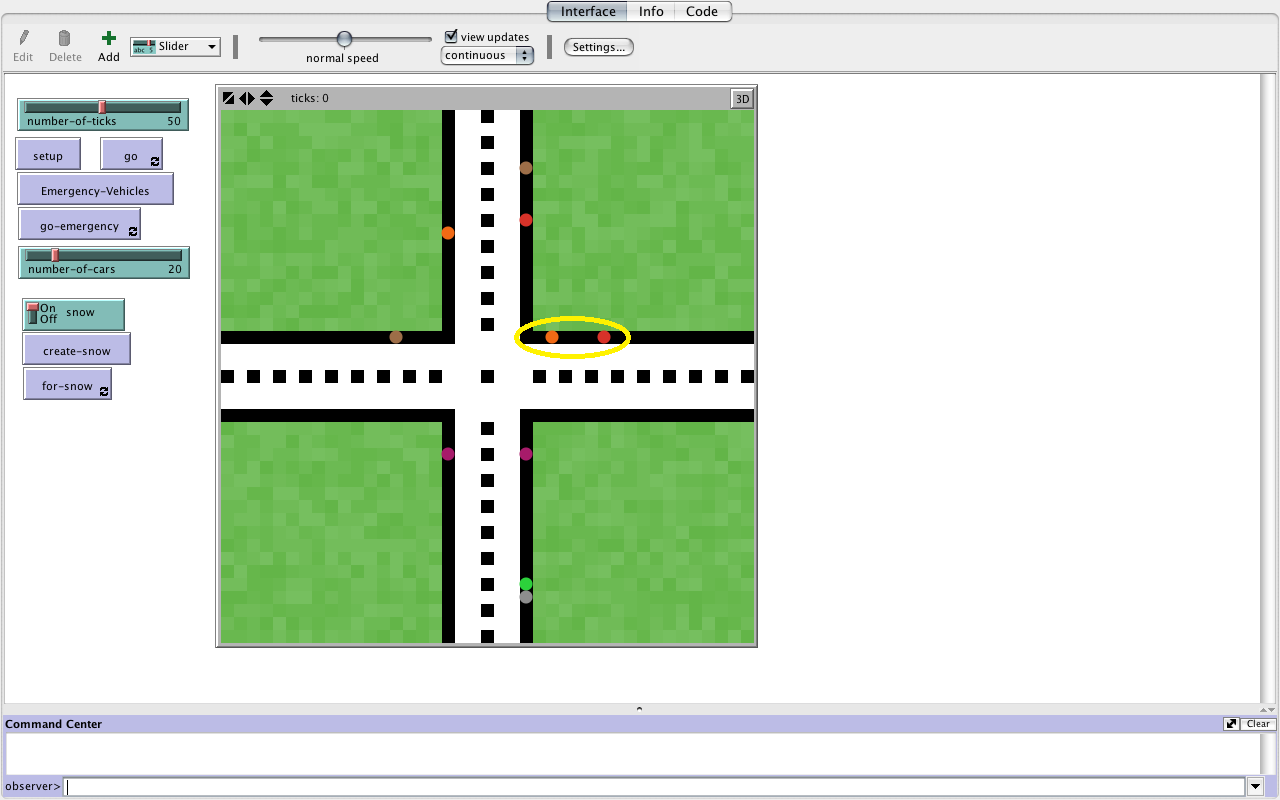 Interface Info Code
Edit Delete Add abc 5 Slider normal speed view updates continuous Settings...
ticks: 0 3D
number-of-ticks 50
setup go
Emergency-Vehicles
go-emergency
number-of-cars 20
On
Off snow
create-snow
for-snow
Command Center Clear
observer>